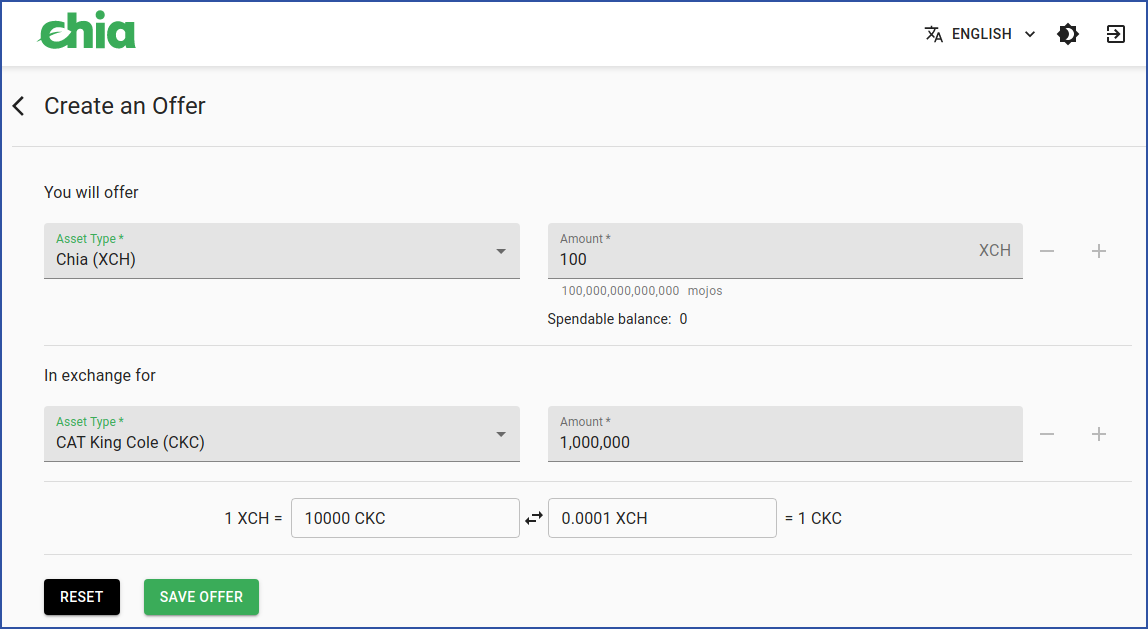 chia
ENGLISH
Create an Offer
You will offer
Asset Type *
Chia (XCH)
Amount *
100
XCH
100,000,000,000,000 mojos
Spendable balance: 0
In exchange for
Asset Type *
CAT King Cole (CKC)
Amount *
1,000,000
1 XCH = 10000 CKC 0.0001 XCH = 1 CKC
RESET SAVE OFFER